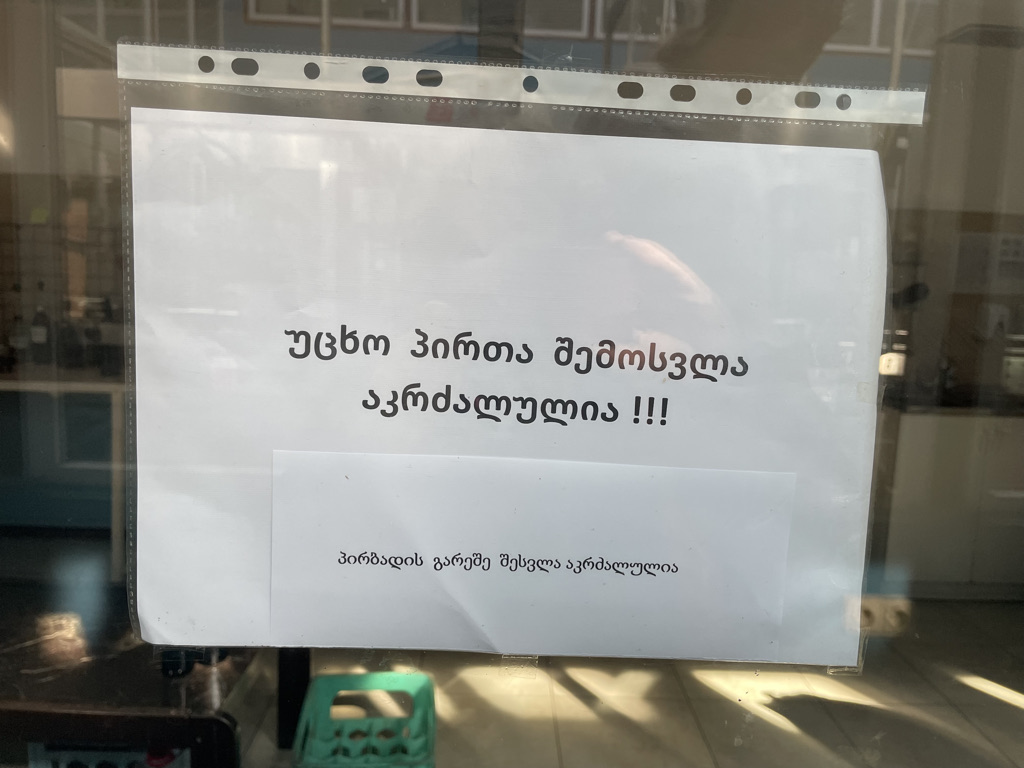 უცხო პირთა შემოსვლა
აკრძალულია !!!
პირბადის გარეშე შესვლა აკრძალულია